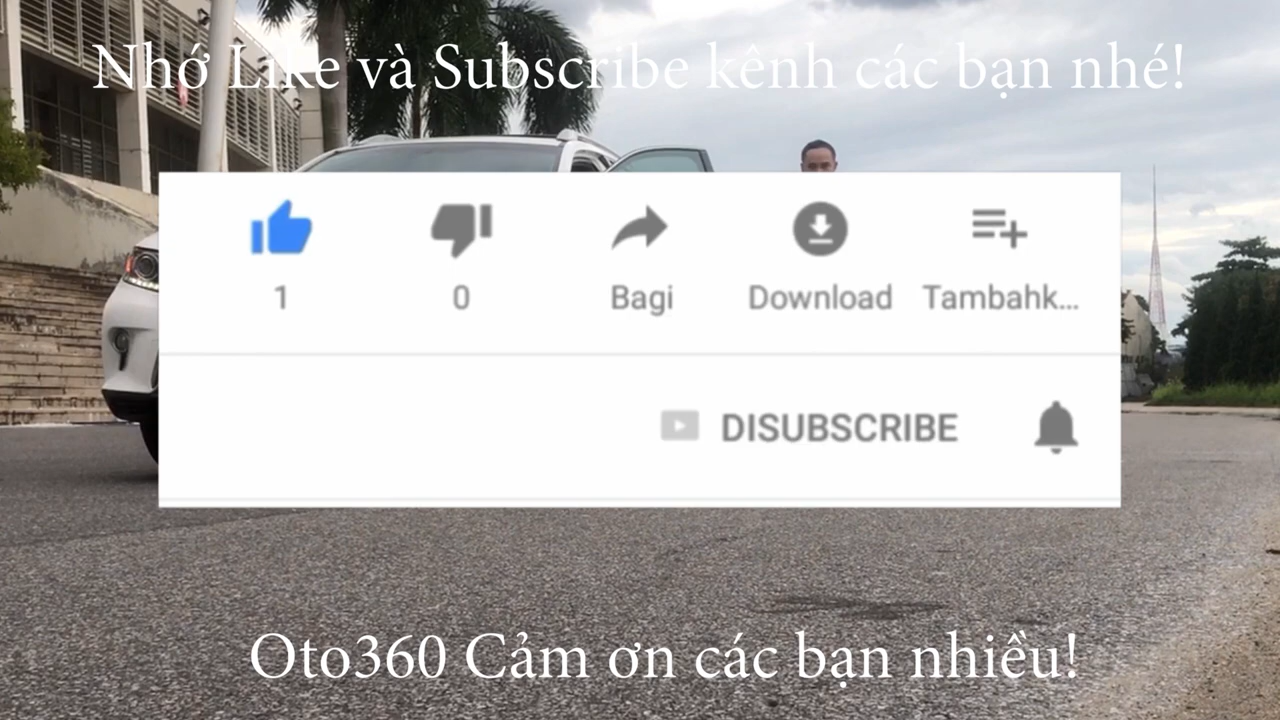 Nhớ Like và Subscribe kênh các bạn nhé!
1 0 Bagi Download Tambahk...
DISUBSCRIBE
Oto360 Cảm ơn các bạn nhiều!